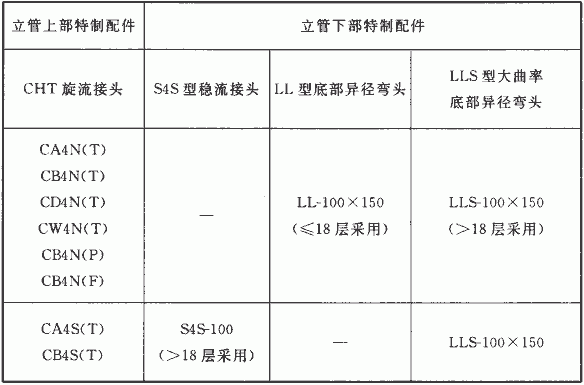 立管上部特制配件 立管下部特制配件
CHT 旋流接头 S4S 型稳流接头 LL 型底部异径弯头 LLS 型大曲率
底部异径弯头
CA4N(T)
CB4N(T)
CD4N(T)
CW4N(T)
CB4N(P)
CB4N(F)
—
LL-100×150
(≤18 层采用)
LLS-100×150
(>18 层采用)
CA4S(T)
CB4S(T)
S4S-100
(>18 层采用)
—
LLS-100×150